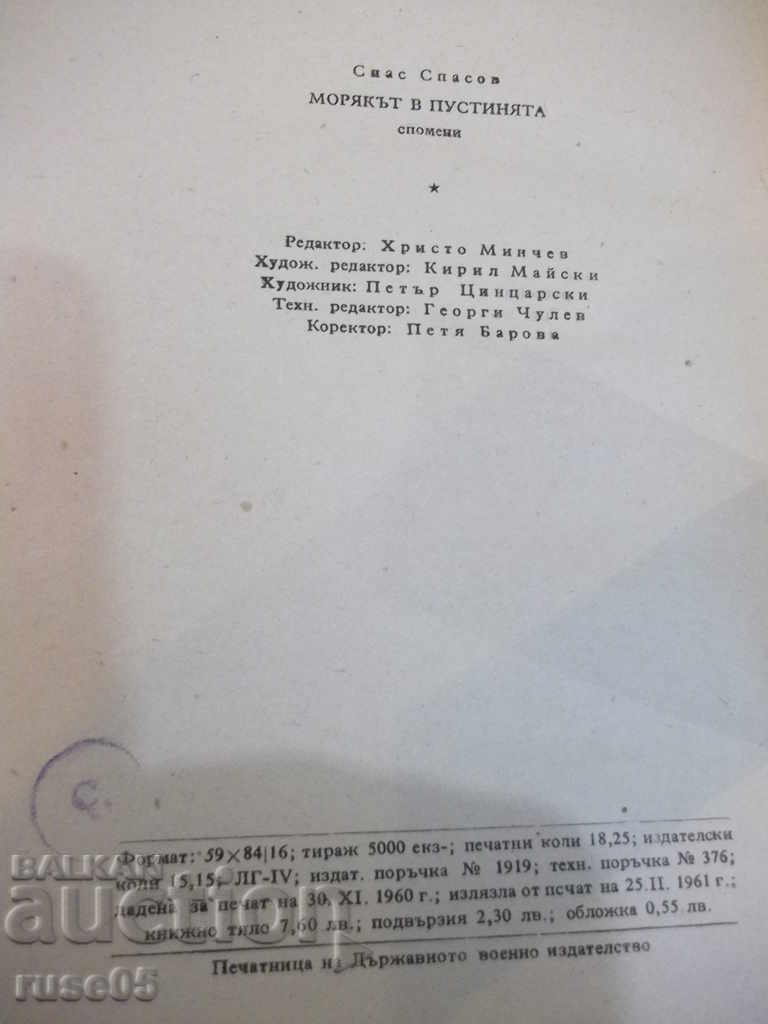 Спас Спасов
МОРЯКЪТ В ПУСТИНЯТА
спомени
Редактор: Христо Минчев
Худож. редактор: Кирил Майски
Художник: Петър Цинцарски
Техн. редактор: Георги Чулев
Коректор: Петя Барова
С.
Формат: 59×84|16; тираж 5000 екз-; печатни коли 18,25; издателски
коли 15,15; ЛГ-IV; издат. поръчка № 1919; техн. поръчка № 376;
дадена за печат на 30. XI. 1960 г.; излязла от печат на 25.II. 1961 г.;
книжно тяло 7,60 лв.; подвързия 2,30 лв.; обложка 0,55 лв.
Печатница на Държавното военно издателство
BALKAN
auction
ruse05